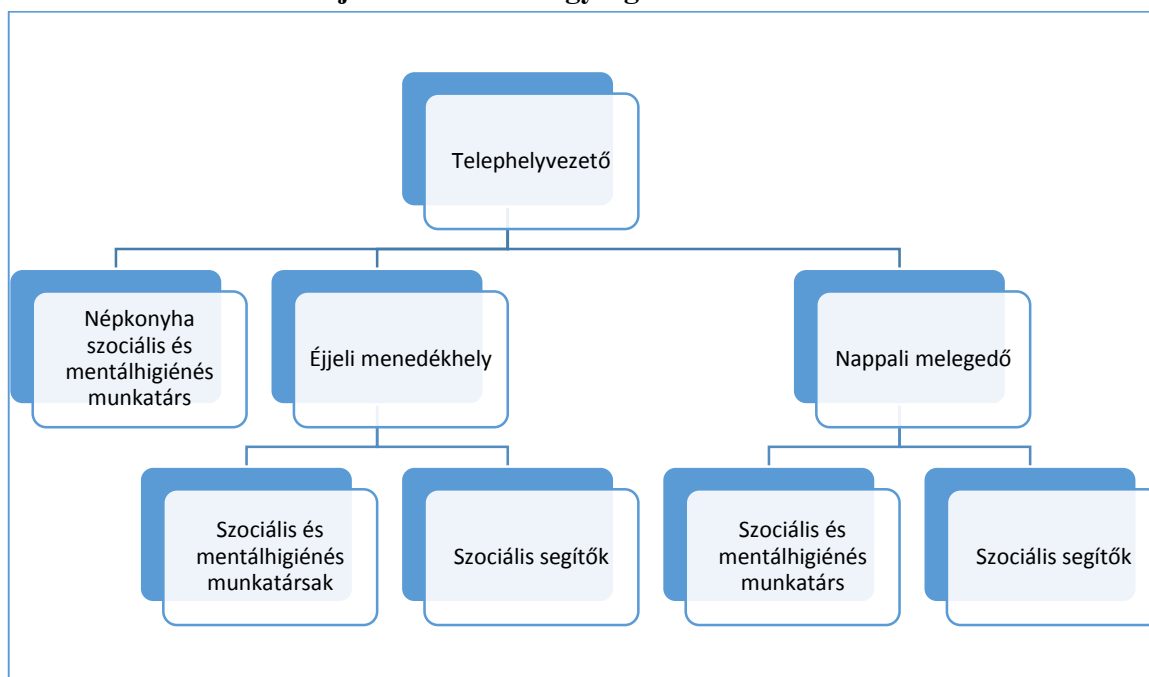 Telephelyvezető
Népkonyha
szociális és
mentálhigiénés
munkatárs
Éjjeli menedékhely
Nappali melegedő
Szociális és
mentálhigiénés
munkatársak
Szociális segítők
Szociális és
mentálhigiénés
munkatárs
Szociális segítők